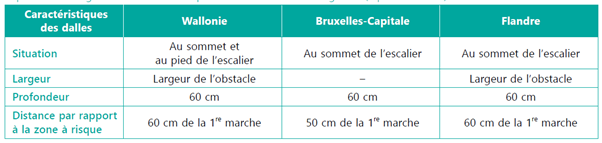 Caractéristiques des dalles | Wallonie | Bruxelles-Capitale | Flandre
Situation | Au sommet et au pied de l'escalier | Au sommet de l'escalier | Au sommet de l'escalier
Largeur | Largeur de l'obstacle | – | Largeur de l'obstacle
Profondeur | 60 cm | 60 cm | 60 cm
Distance par rapport à la zone à risque | 60 cm de la 1re marche | 50 cm de la 1re marche | 60 cm de la 1re marche